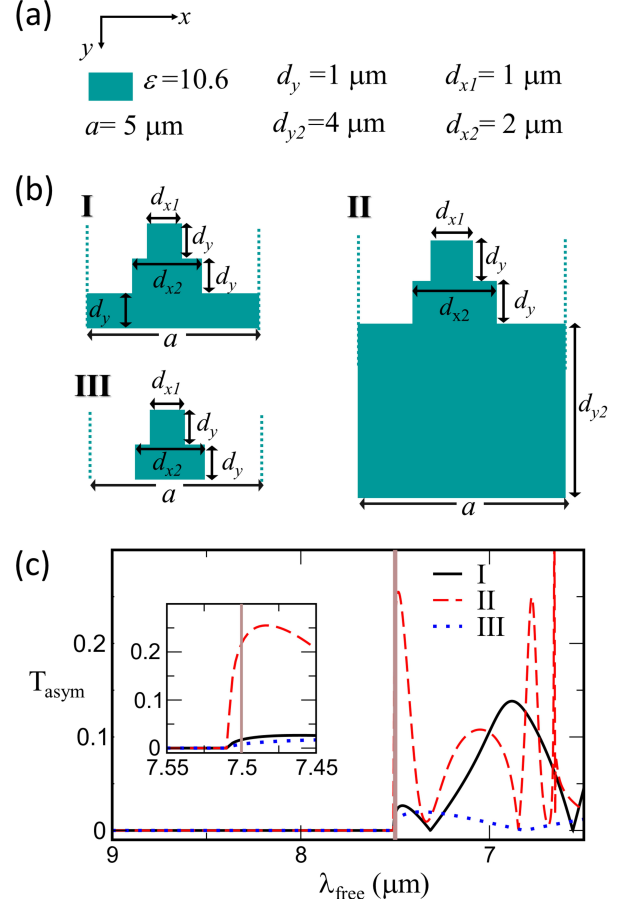 (a)
x
y
ε=10.6 d_y =1 μm d_x1= 1 μm
a= 5 μm d_y2=4 μm d_x2= 2 μm
(b)
I II
d_x1 d_x1
d_y d_y
d_x2 d_y d_x2 d_y
d_y
a
III
d_x1
d_y
d_y2
d_x2 d_y
a a
(c)
I
II
III
0.2
0.1
0
T_asym
0.2
0.1
0
7.55 7.5 7.45
9 8 7
λ_free (μm)